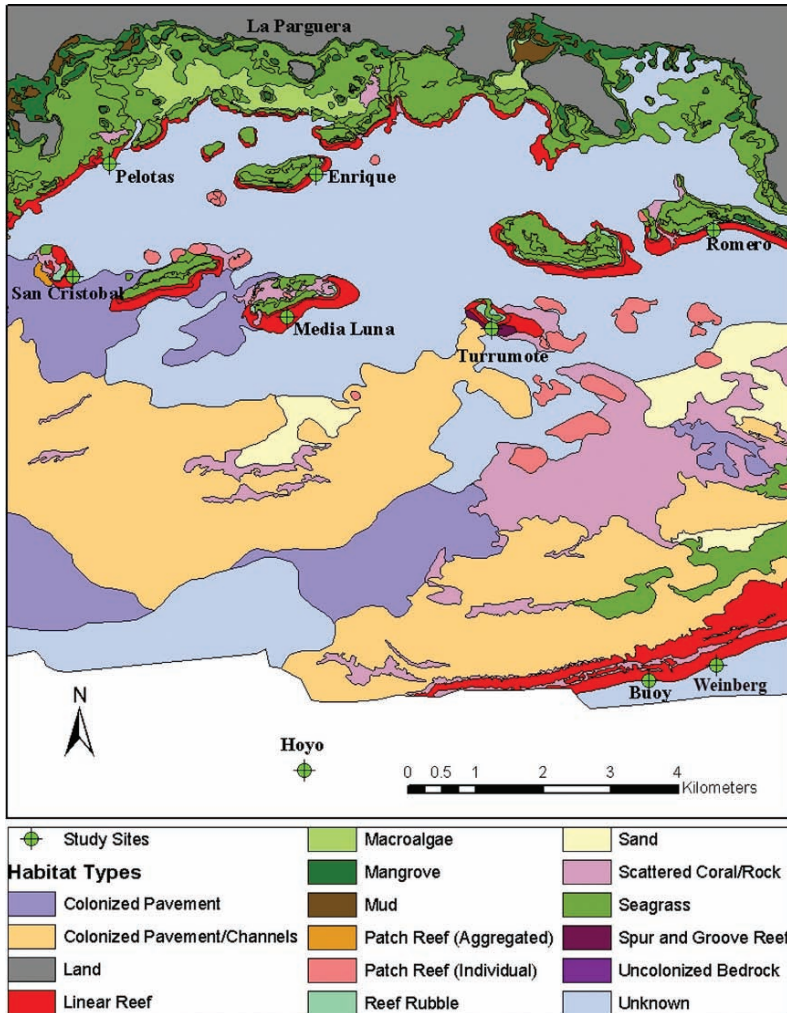 La Parguera
Pelotas
Enrique
Romero
San Cristobal
Media Luna
Turrumote
Weinberg
Buoy
N
Hoyo
0 0.5 1 2 3 4
Kilometers
Study Sites
Habitat Types
Colonized Pavement
Colonized Pavement/Channels
Land
Linear Reef
Macroalgae
Mangrove
Mud
Patch Reef (Aggregated)
Patch Reef (Individual)
Reef Rubble
Sand
Scattered Coral/Rock
Seagrass
Spur and Groove Reef
Uncolonized Bedrock
Unknown